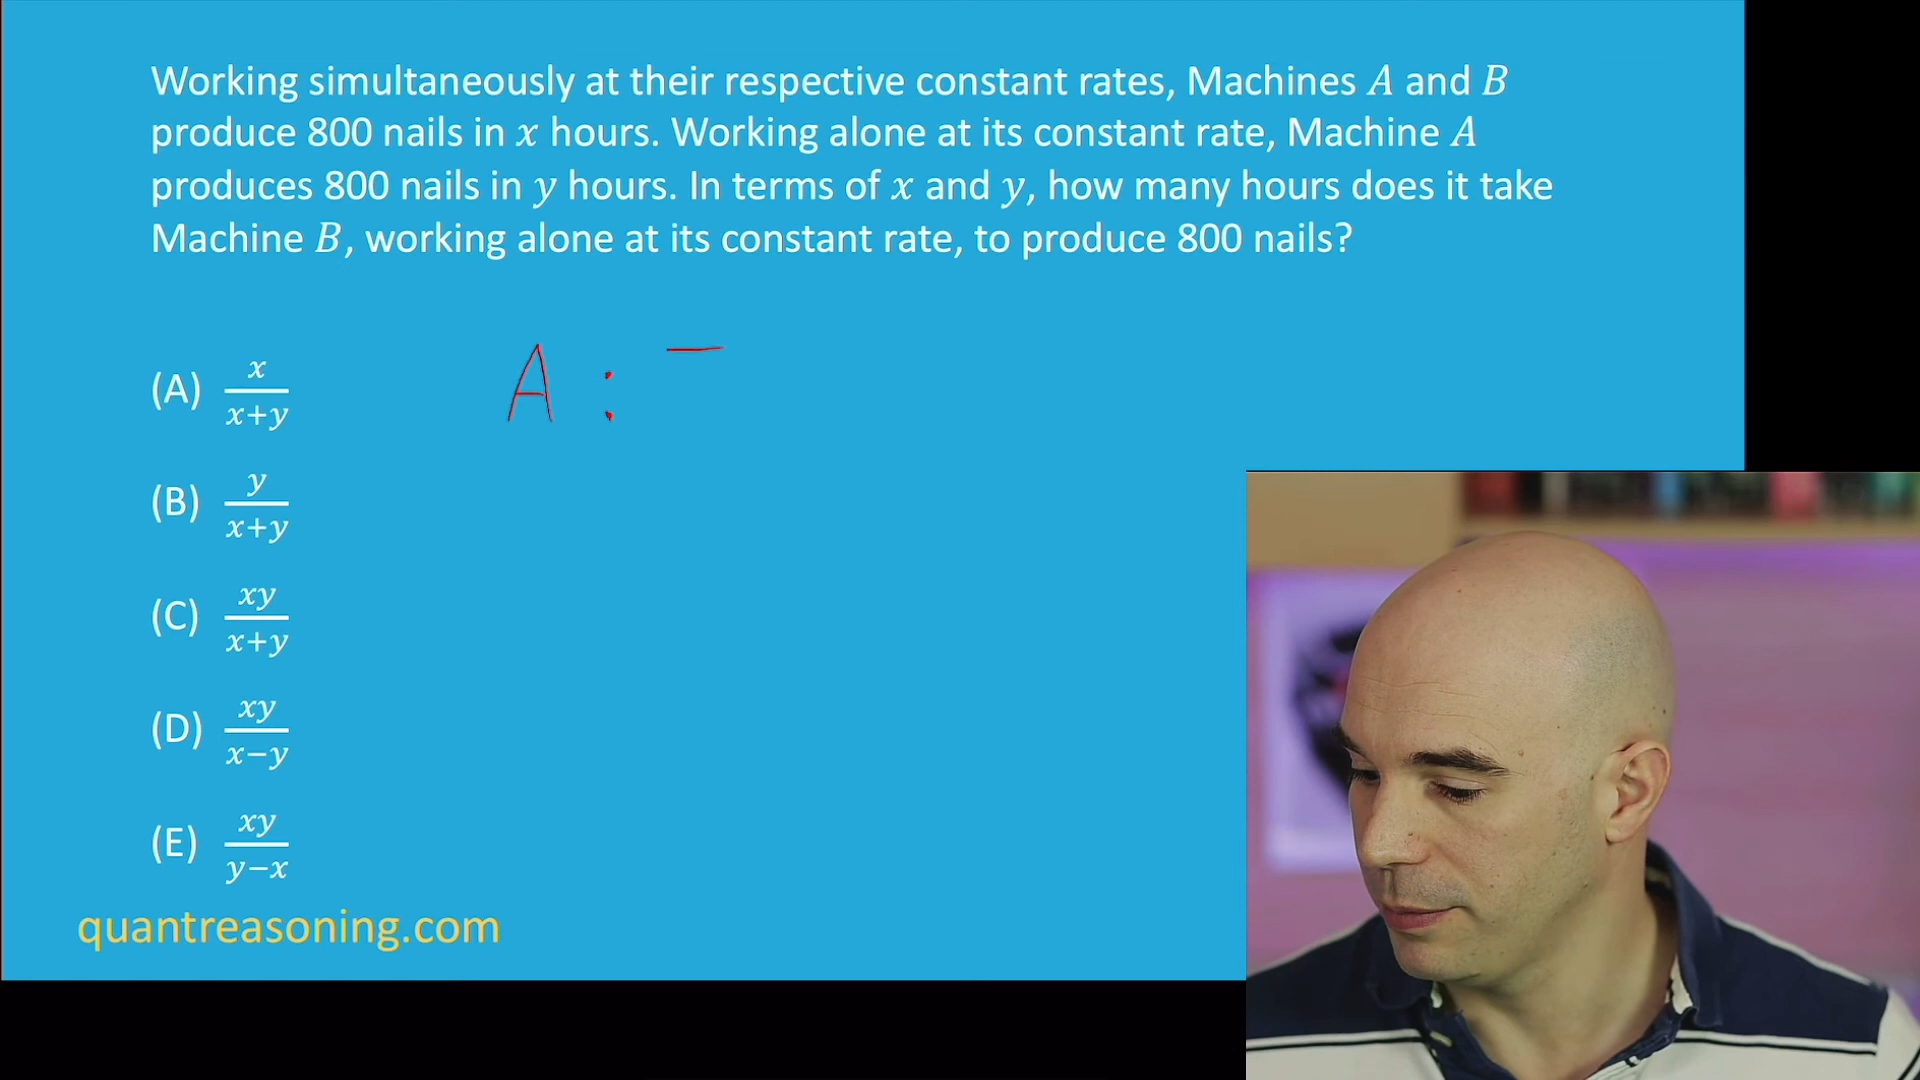 Working simultaneously at their respective constant rates, Machines A and B
produce 800 nails in x hours. Working alone at its constant rate, Machine A
produces 800 nails in y hours. In terms of x and y, how many hours does it take
Machine B, working alone at its constant rate, to produce 800 nails?
A :
(A) x/(x+y)
(B) y/(x+y)
(C) xy/(x+y)
(D) xy/(x−y)
(E) xy/(y−x)
quantreasoning.com